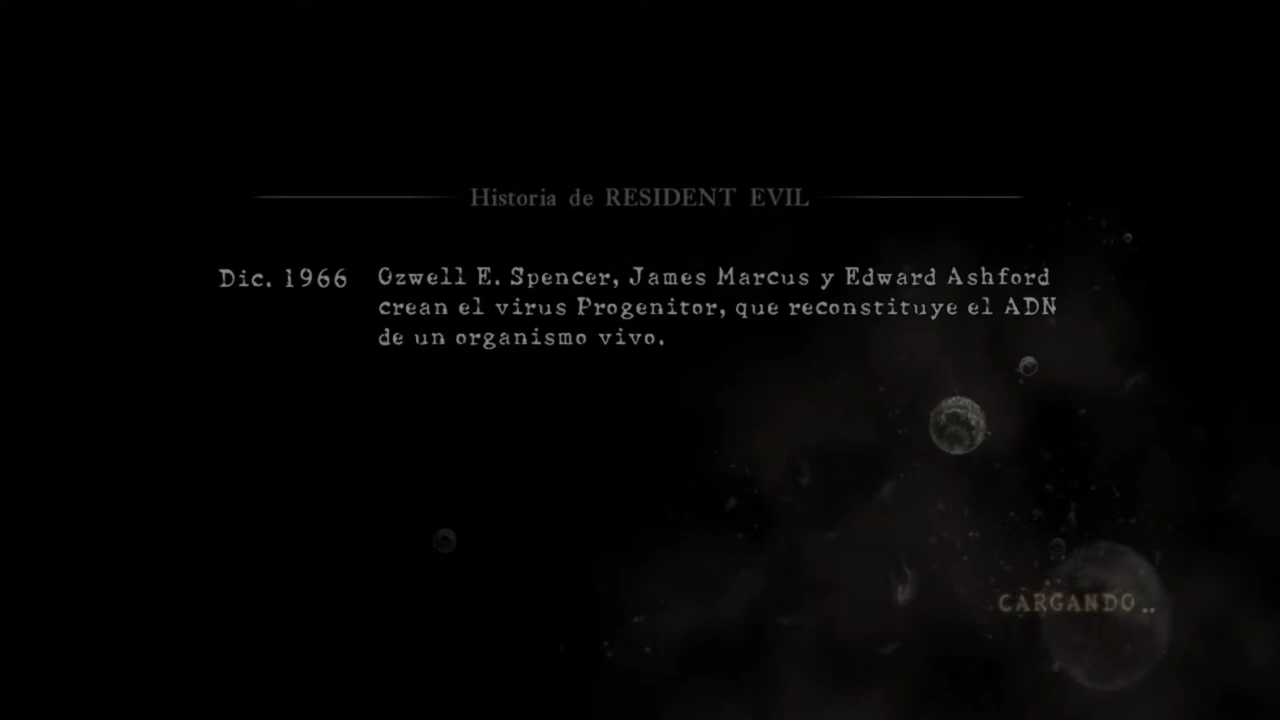 Historia de RESIDENT EVIL
Dic. 1966 Ozwell E. Spencer, James Marcus y Edward Ashford
crean el virus Progenitor, que reconstituye el ADN
de un organismo vivo.
CARGANDO..